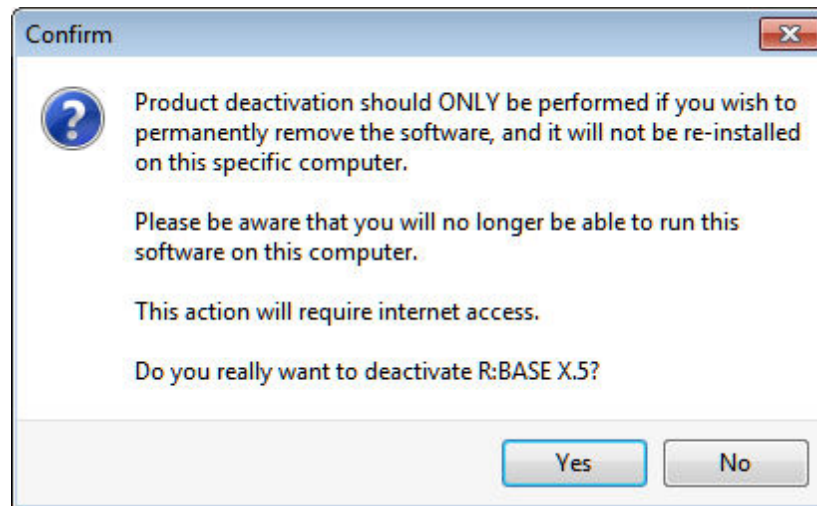 Confirm
Product deactivation should ONLY be performed if you wish to
permanently remove the software, and it will not be re-installed
on this specific computer.
Please be aware that you will no longer be able to run this
software on this computer.
This action will require internet access.
Do you really want to deactivate R:BASE X.5?
Yes
No